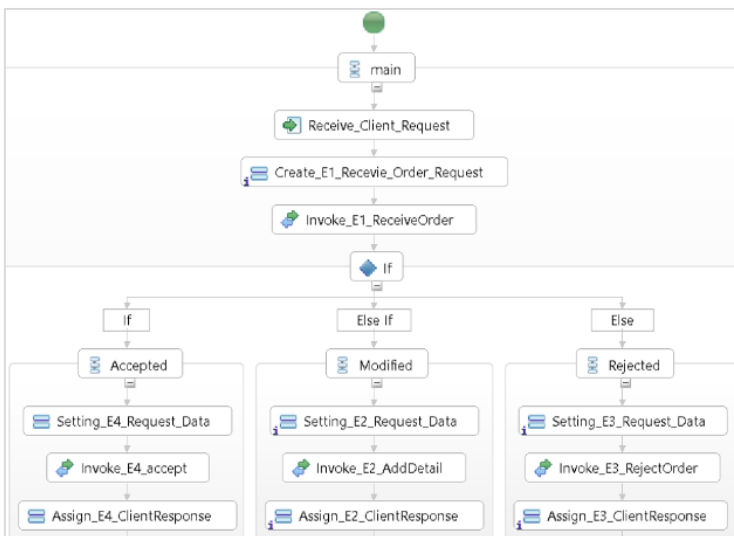 main
Receive_Client_Request
Create_E1_Recevie_Order_Request
Invoke_E1_ReceiveOrder
If
If
Else If
Else
Accepted
Modified
Rejected
Setting_E4_Request_Data
Setting_E2_Request_Data
Setting_E3_Request_Data
Invoke_E4_accept
Invoke_E2_AddDetail
Invoke_E3_RejectOrder
Assign_E4_ClientResponse
Assign_E2_ClientResponse
Assign_E3_ClientResponse